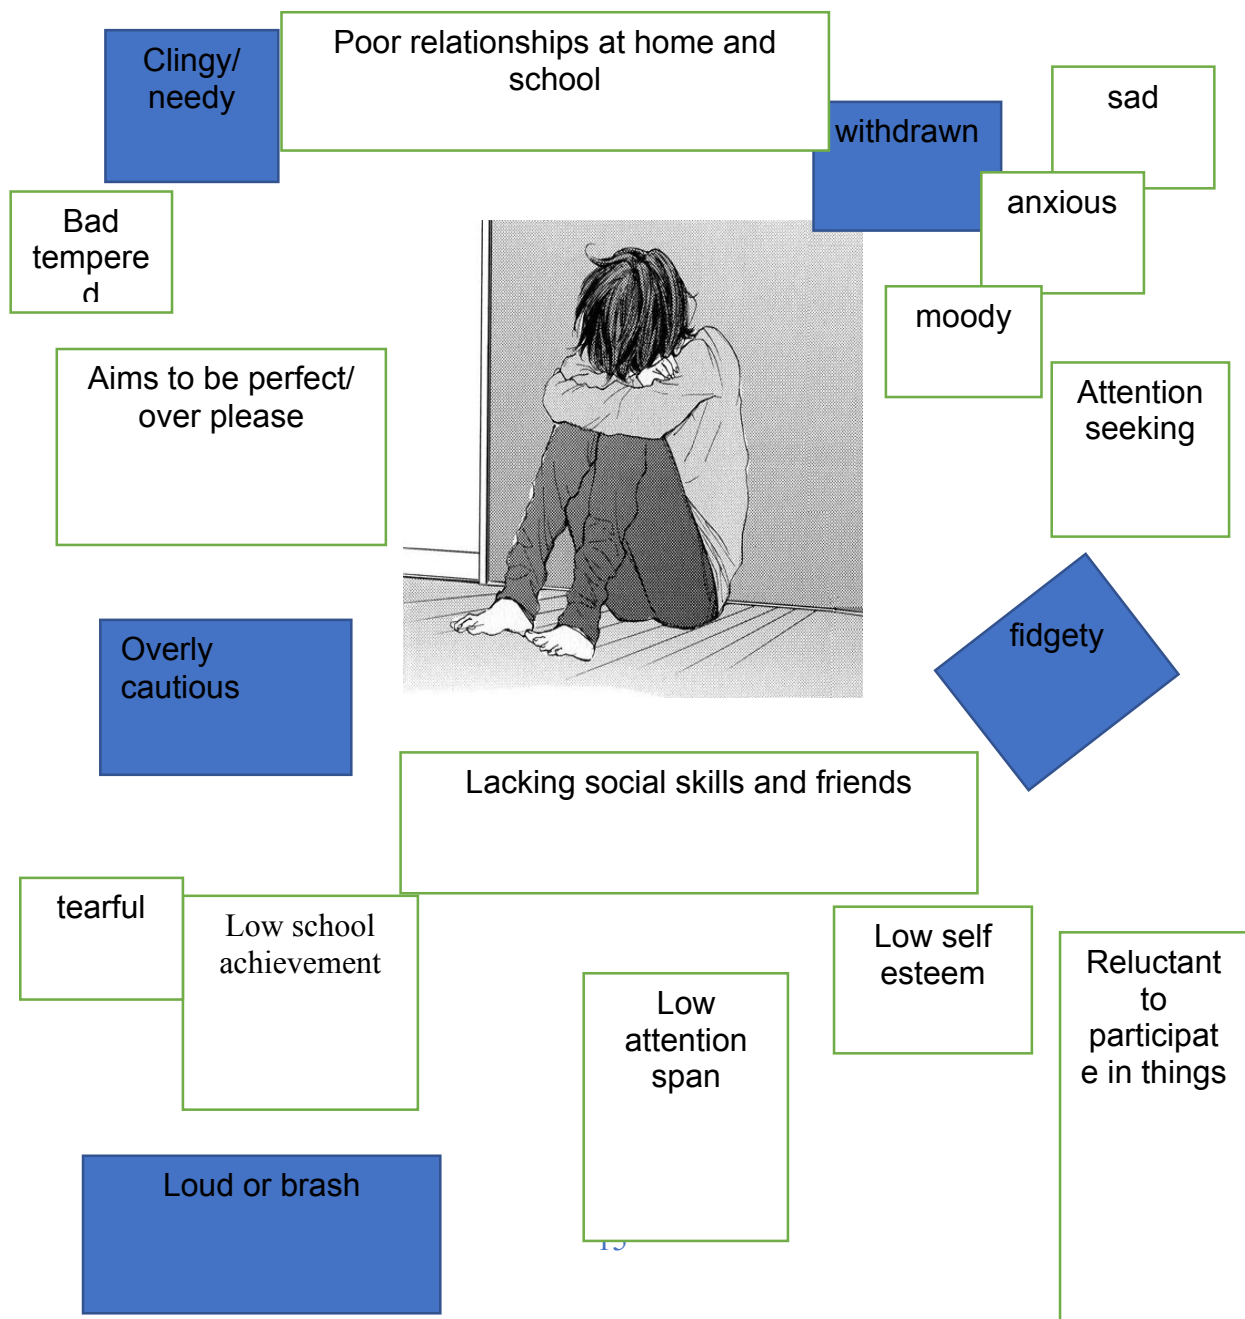 Clingy/
needy
Poor relationships at home and
school
withdrawn
sad
anxious
Bad
tempere
d
moody
Aims to be perfect/
over please
Attention
seeking
Overly
cautious
fidgety
Lacking social skills and friends
tearful
Low school
achievement
Low self
esteem
Low
attention
span
Reluctant
to
participat
e in things
Loud or brash